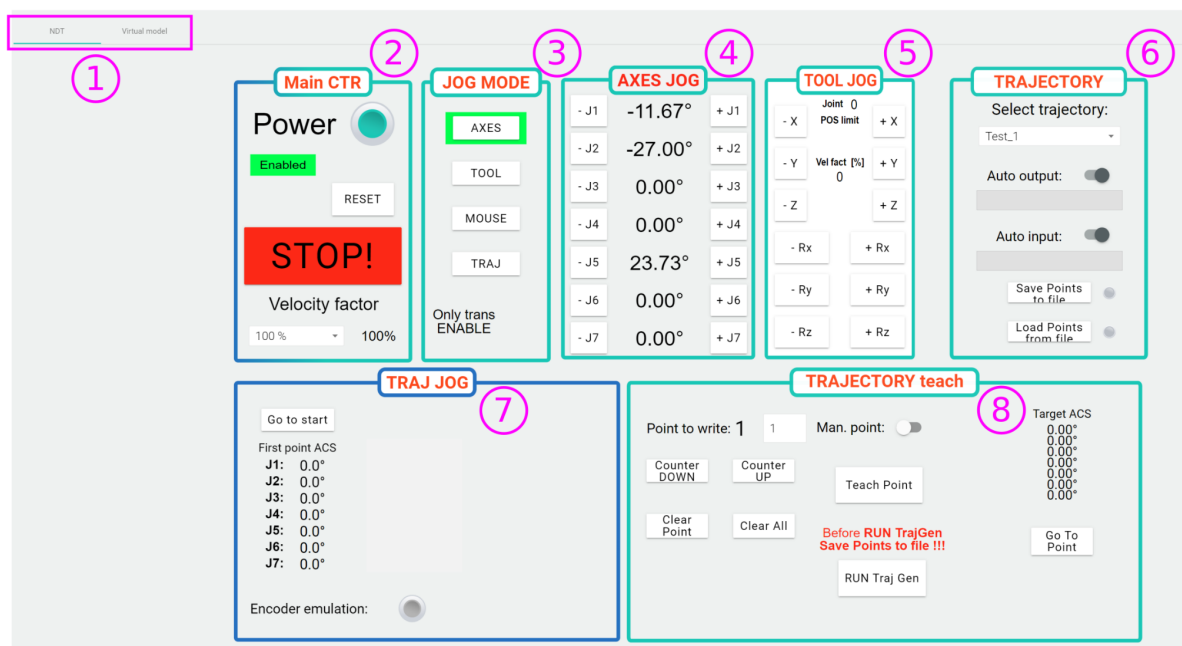 NDT
Virtual model
1
2
3
4
5
6
Main CTR
Power
Enabled
RESET
STOP!
Velocity factor
100 %
100%
JOG MODE
AXES
TOOL
MOUSE
TRAJ
Only trans
ENABLE
AXES JOG
- J1 -11.67° + J1
- J2 -27.00° + J2
- J3 0.00° + J3
- J4 0.00° + J4
- J5 23.73° + J5
- J6 0.00° + J6
- J7 0.00° + J7
TOOL JOG
Joint 0
- X POS limit + X
- Y Vel fact [%] + Y
0
- Z + Z
- Rx + Rx
- Ry + Ry
- Rz + Rz
TRAJECTORY
Select trajectory:
Test_1
Auto output:
Auto input:
Save Points
to file
Load Points
from file
TRAJ JOG
7
Go to start
First point ACS
J1: 0.0°
J2: 0.0°
J3: 0.0°
J4: 0.0°
J5: 0.0°
J6: 0.0°
J7: 0.0°
Encoder emulation:
TRAJECTORY teach
8
Point to write: 1 1 Man. point:
Counter
DOWN
Counter
UP
Teach Point
Clear
Point
Clear All
Before RUN TrajGen
Save Points to file !!!
RUN Traj Gen
Target ACS
0.00°
0.00°
0.00°
0.00°
0.00°
0.00°
0.00°
Go To
Point